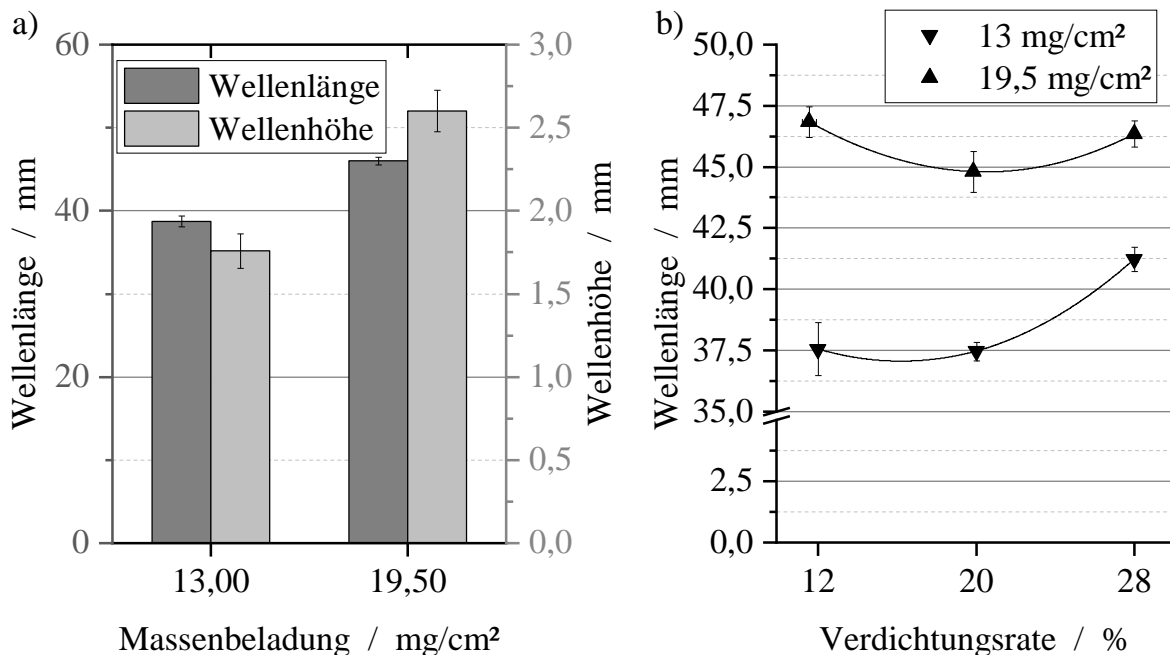 a)
Wellenlänge / mm
60
40
20
0
Wellenlänge
Wellenhöhe
3,0
2,5
2,0
1,5
1,0
0,5
0,0
Wellenhöhe / mm
13,00
19,50
Massenbeladung / mg/cm²
b)
Wellenlänge / mm
50,0
47,5
45,0
42,5
40,0
37,5
35,0
2,5
0,0
13 mg/cm²
19,5 mg/cm²
12
20
28
Verdichtungsrate / %